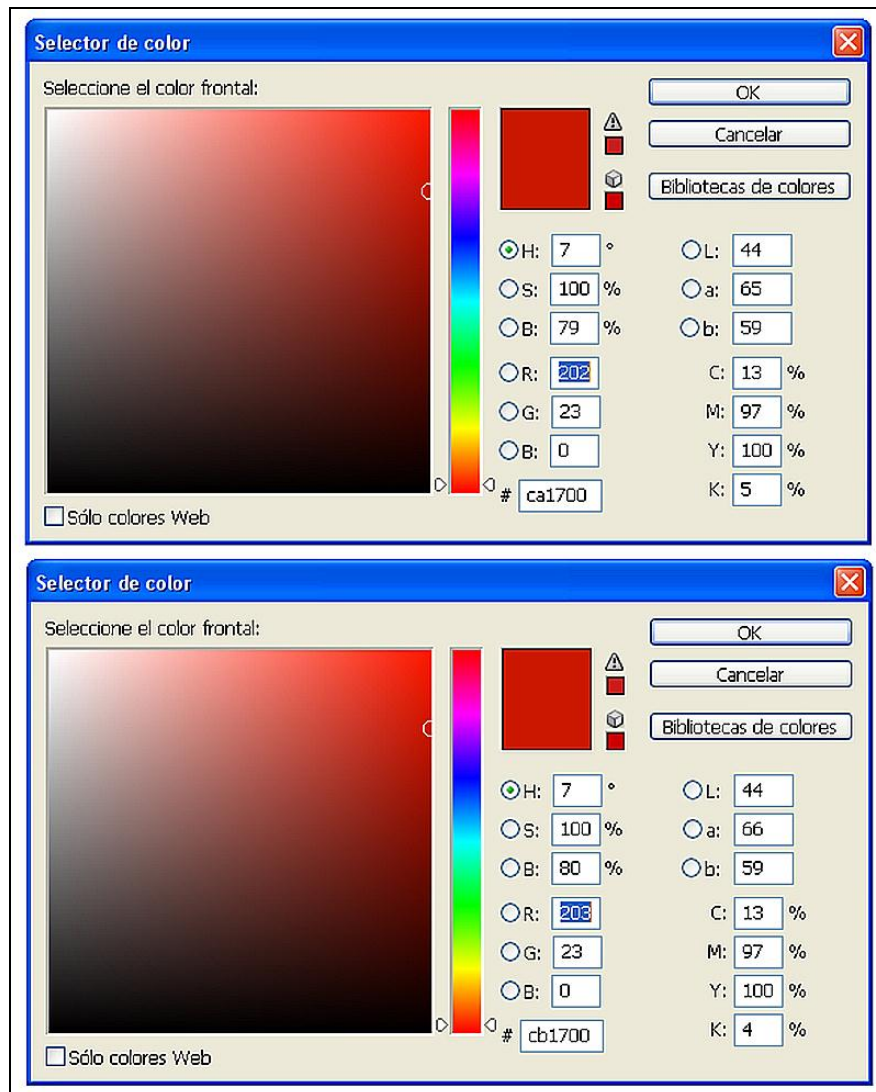 Selector de color
Seleccione el color frontal:
OK
Cancelar
Bibliotecas de colores
H: 7 °
L: 44
S: 100 %
a: 65
B: 79 %
b: 59
R: 202
C: 13 %
G: 23
M: 97 %
B: 0
Y: 100 %
# ca1700
K: 5 %
Sólo colores Web
Selector de color
Seleccione el color frontal:
OK
Cancelar
Bibliotecas de colores
H: 7 °
L: 44
S: 100 %
a: 66
B: 80 %
b: 59
R: 203
C: 13 %
G: 23
M: 97 %
B: 0
Y: 100 %
# cb1700
K: 4 %
Sólo colores Web